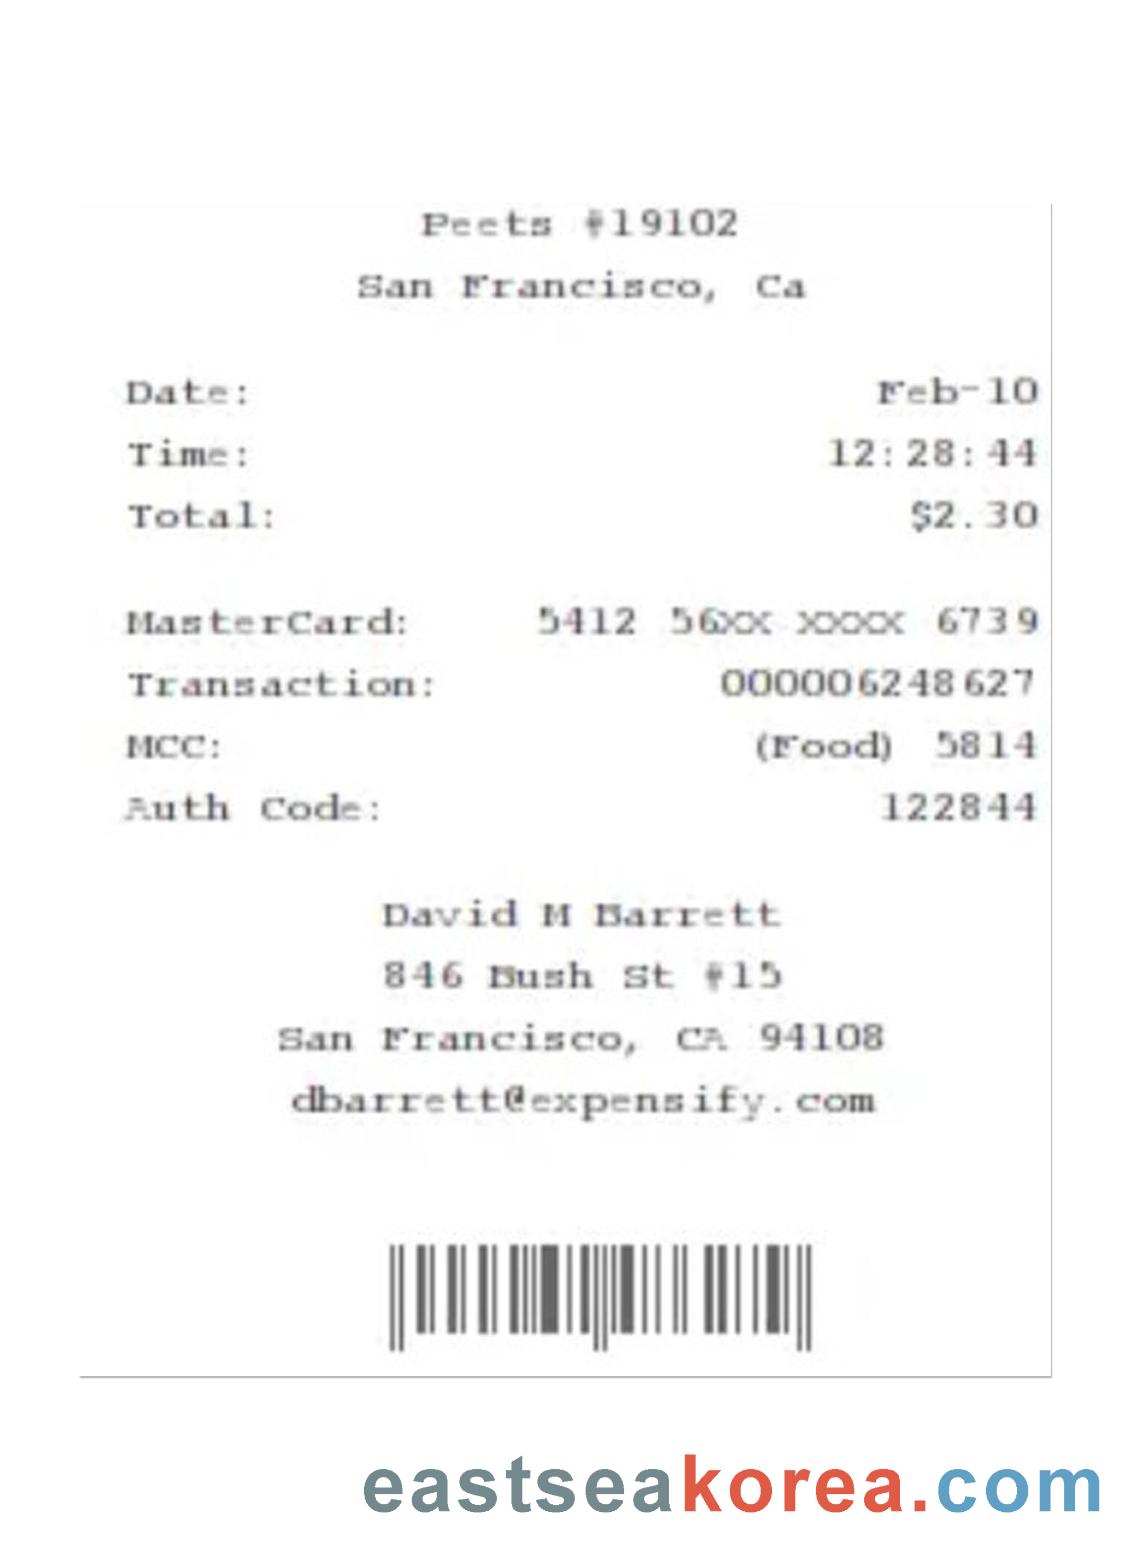 Peets #19102
San Francisco, Ca
Date: Feb-10
Time: 12:28:44
Total: $2.30
MasterCard: 5412 56XX XXXX 6739
Transaction: 000006248627
MCC: (Food) 5814
Auth Code: 122844
David M Barrett
846 Bush St #15
San Francisco, CA 94108
dbarrett@expensify.com
eastseakorea.com